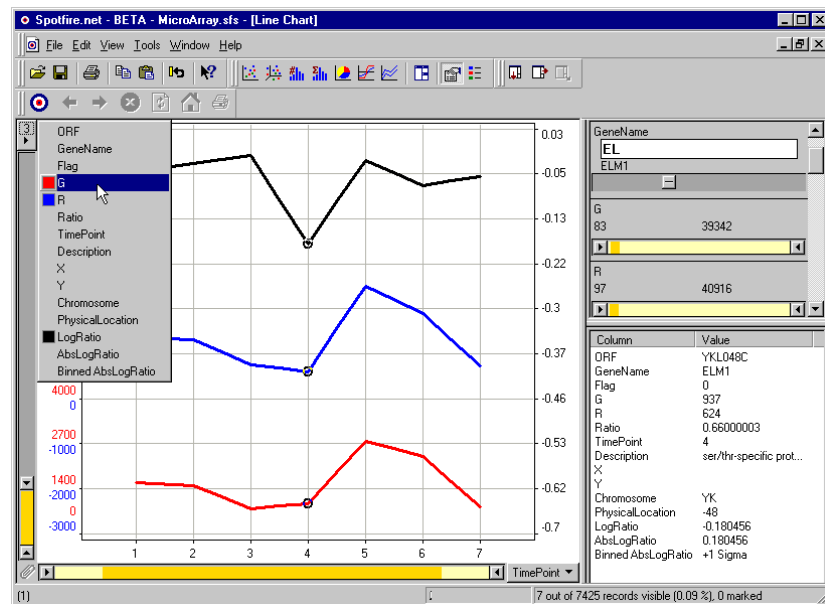 Spotfire.net - BETA - MicroArray.sfs - [Line Chart]
File Edit View Tools Window Help
3
ORF
GeneName
Flag
G
R
Ratio
TimePoint
Description
X
Y
Chromosome
PhysicalLocation
LogRatio
AbsLogRatio
Binned AbsLogRatio
4000
0
2700
-1000
1400
-2000
0
-3000
0.03
-0.05
-0.13
-0.22
-0.3
-0.37
-0.46
-0.53
-0.62
-0.7
1 2 3 4 5 6 7
TimePoint
GeneName
EL
ELM1
G
83 39342
R
97 40916
Column Value
ORF YKL048C
GeneName ELM1
Flag 0
G 937
R 624
Ratio 0.66000003
TimePoint 4
Description ser/thr-specific prot...
X
Y
Chromosome YK
PhysicalLocation -48
LogRatio -0.180456
AbsLogRatio 0.180456
Binned AbsLogRatio +1 Sigma
(1)
7 out of 7425 records visible (0.09 %), 0 marked